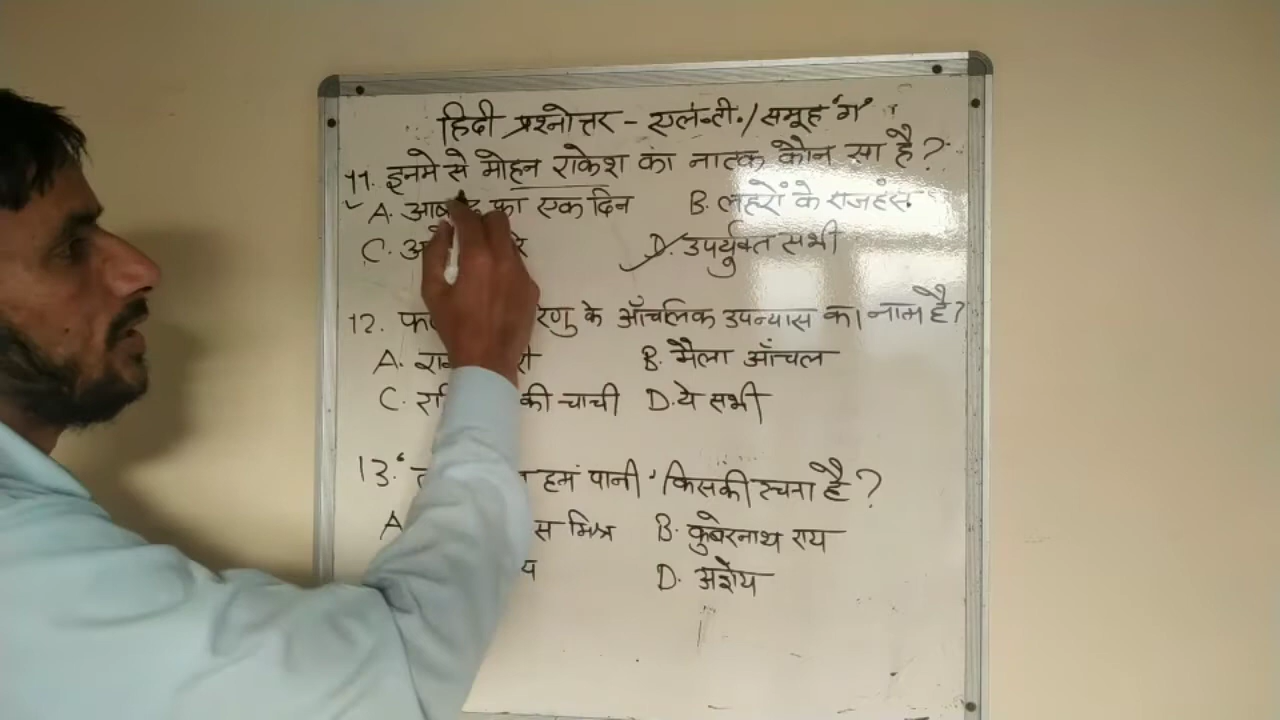 हिंदी प्रश्नोत्तर - एल.टी./समूह 'ग'
11. इनमे से मोहन राकेश का नाटक कौन सा है?
A. का एक दिन B. लहरों के राजहंस
C. D. उपर्युक्त सभी
12. रेणु के आँचलिक उपन्यास का नाम है?
A. B. मैला आँचल
C. की चाची D. ये सभी
13. ' हम पानी' किसकी रचना है?
A मिश्र B. कुबेरनाथ राय
D. अज्ञेय